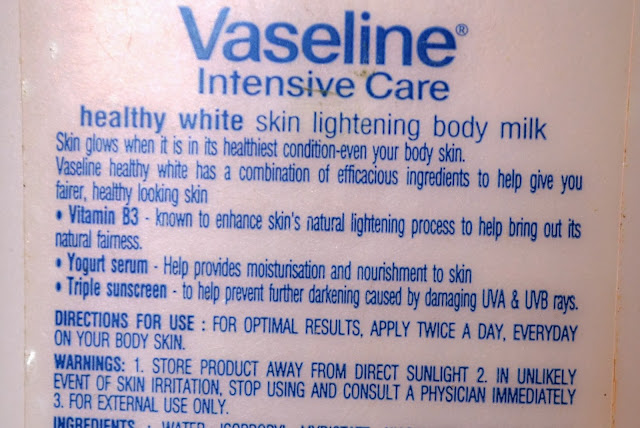 Vaseline®
Intensive Care
healthy white skin lightening body milk
Skin glows when it is in its healthiest condition-even your body skin.
Vaseline healthy white has a combination of efficacious ingredients to help give you
fairer, healthy looking skin
• Vitamin B3 - known to enhance skin's natural lightening process to help bring out its
natural fairness.
• Yogurt serum - Help provides moisturisation and nourishment to skin
• Triple sunscreen - to help prevent further darkening caused by damaging UVA & UVB rays.
DIRECTIONS FOR USE : FOR OPTIMAL RESULTS, APPLY TWICE A DAY, EVERYDAY
ON YOUR BODY SKIN.
WARNINGS: 1. STORE PRODUCT AWAY FROM DIRECT SUNLIGHT 2. IN UNLIKELY
EVENT OF SKIN IRRITATION, STOP USING AND CONSULT A PHYSICIAN IMMEDIATELY
3. FOR EXTERNAL USE ONLY.
INGREDIENTS : WATER, ISOPROPYL MYRISTATE